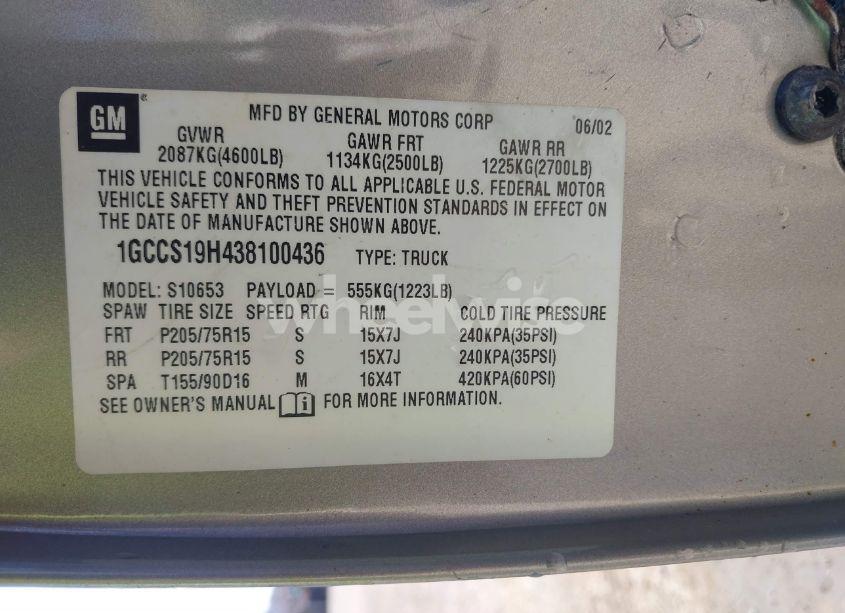 GM
MFD BY GENERAL MOTORS CORP 06/02
GVWR GAWR FRT GAWR RR
2087KG(4600LB) 1134KG(2500LB) 1225KG(2700LB)
THIS VEHICLE CONFORMS TO ALL APPLICABLE U.S. FEDERAL MOTOR
VEHICLE SAFETY AND THEFT PREVENTION STANDARDS IN EFFECT ON
THE DATE OF MANUFACTURE SHOWN ABOVE.
1GCCS19H438100436 TYPE: TRUCK
MODEL: S10653 PAYLOAD = 555KG(1223LB)
wheelwise
SPAW TIRE SIZE SPEED RTG RIM COLD TIRE PRESSURE
FRT P205/75R15 S 15X7J 240KPA(35PSI)
RR P205/75R15 S 15X7J 240KPA(35PSI)
SPA T155/90D16 M 16X4T 420KPA(60PSI)
SEE OWNER'S MANUAL i FOR MORE INFORMATION.